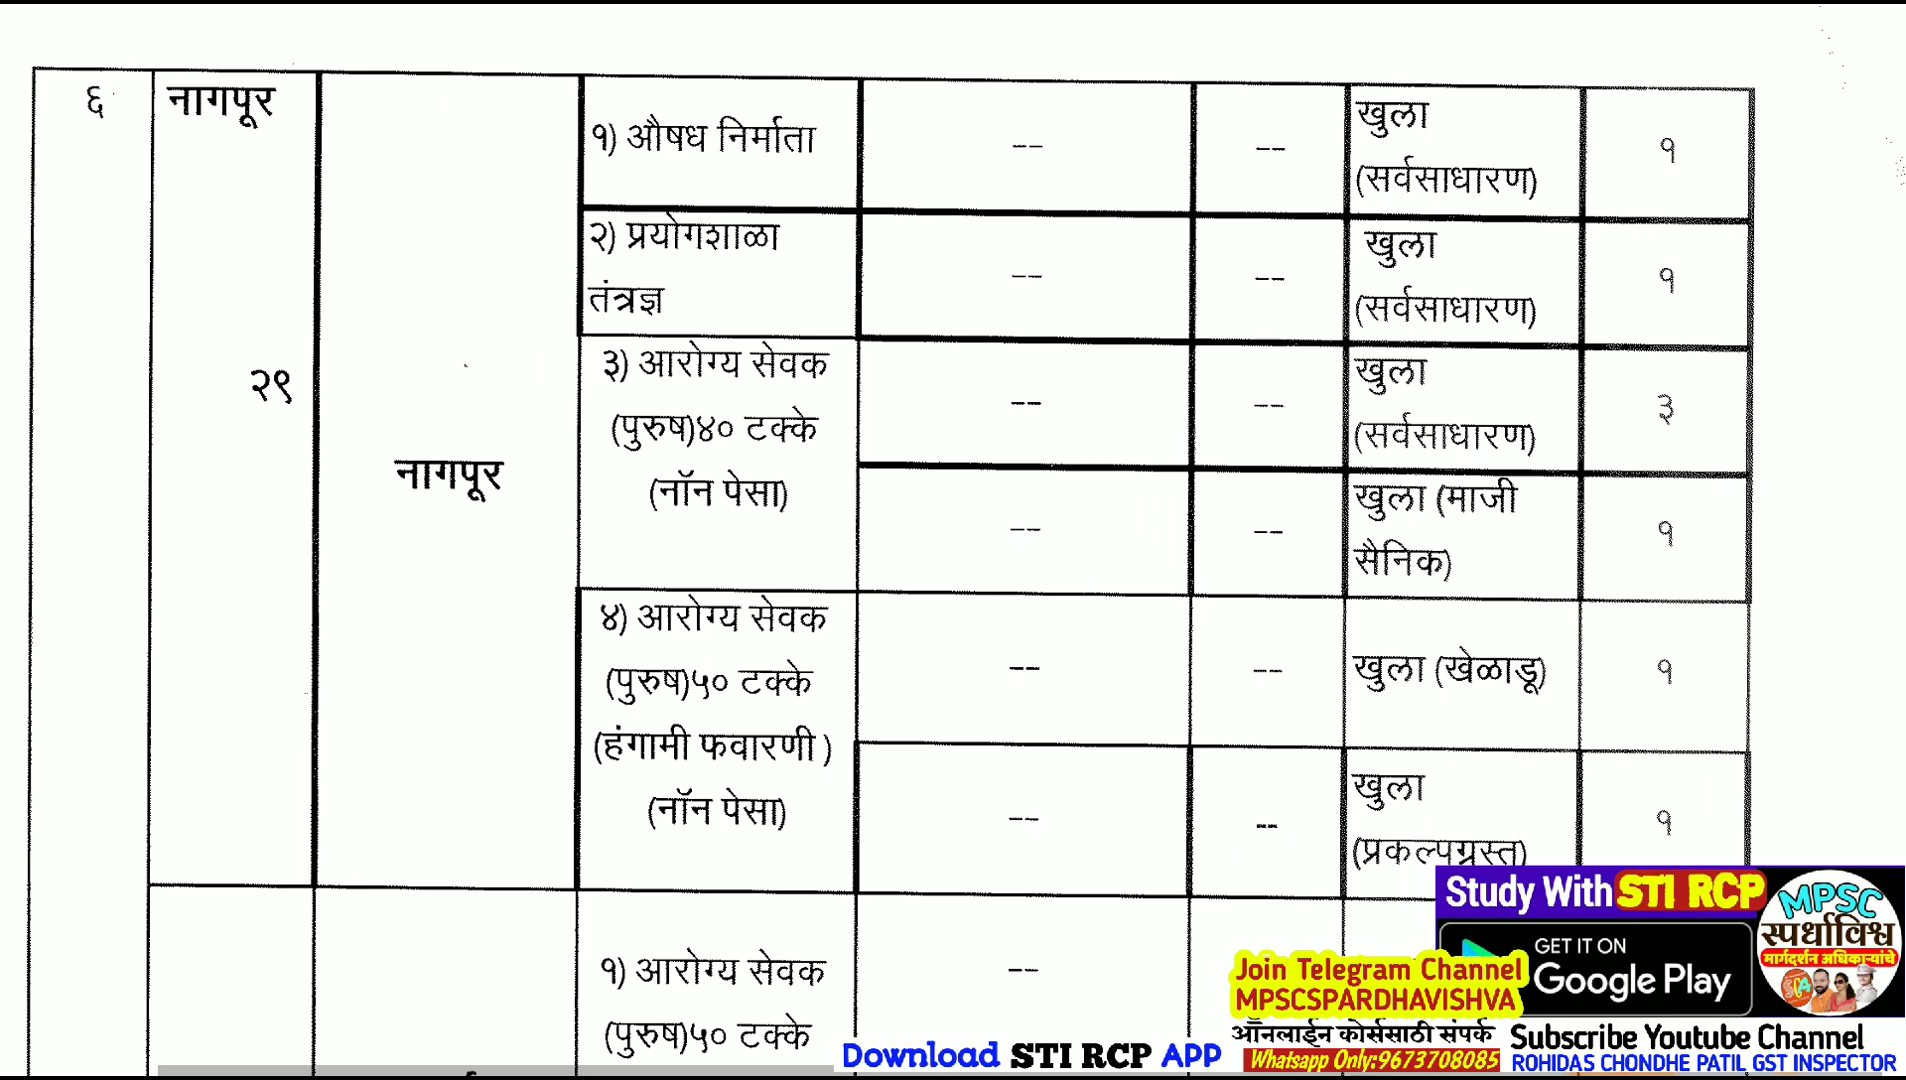 ६
नागपूर
२९
नागपूर
१) औषध निर्माता
--
--
खुला
(सर्वसाधारण)
१
२) प्रयोगशाळा
तंत्रज्ञ
--
--
खुला
(सर्वसाधारण)
१
३) आरोग्य सेवक
(पुरुष)४० टक्के
(नॉन पेसा)
--
--
खुला
(सर्वसाधारण)
३
--
--
खुला (माजी
सैनिक)
१
४) आरोग्य सेवक
(पुरुष)५० टक्के
(हंगामी फवारणी )
(नॉन पेसा)
--
--
खुला (खेळाडू)
१
--
--
खुला
(प्रकल्पग्रस्त)
१
१) आरोग्य सेवक
(पुरुष)५० टक्के
--
Study With STI RCP
GET IT ON
Google Play
MPSC
स्पर्धाविश्व
मार्गदर्शन अधिकाऱ्यांचे
Join Telegram Channel
MPSCSPARDHAVISHVA
ऑनलाईन कोर्ससाठी संपर्क
Whatsapp Only:9673708085
Download STI RCP APP
Subscribe Youtube Channel
ROHIDAS CHONDHE PATIL GST INSPECTOR